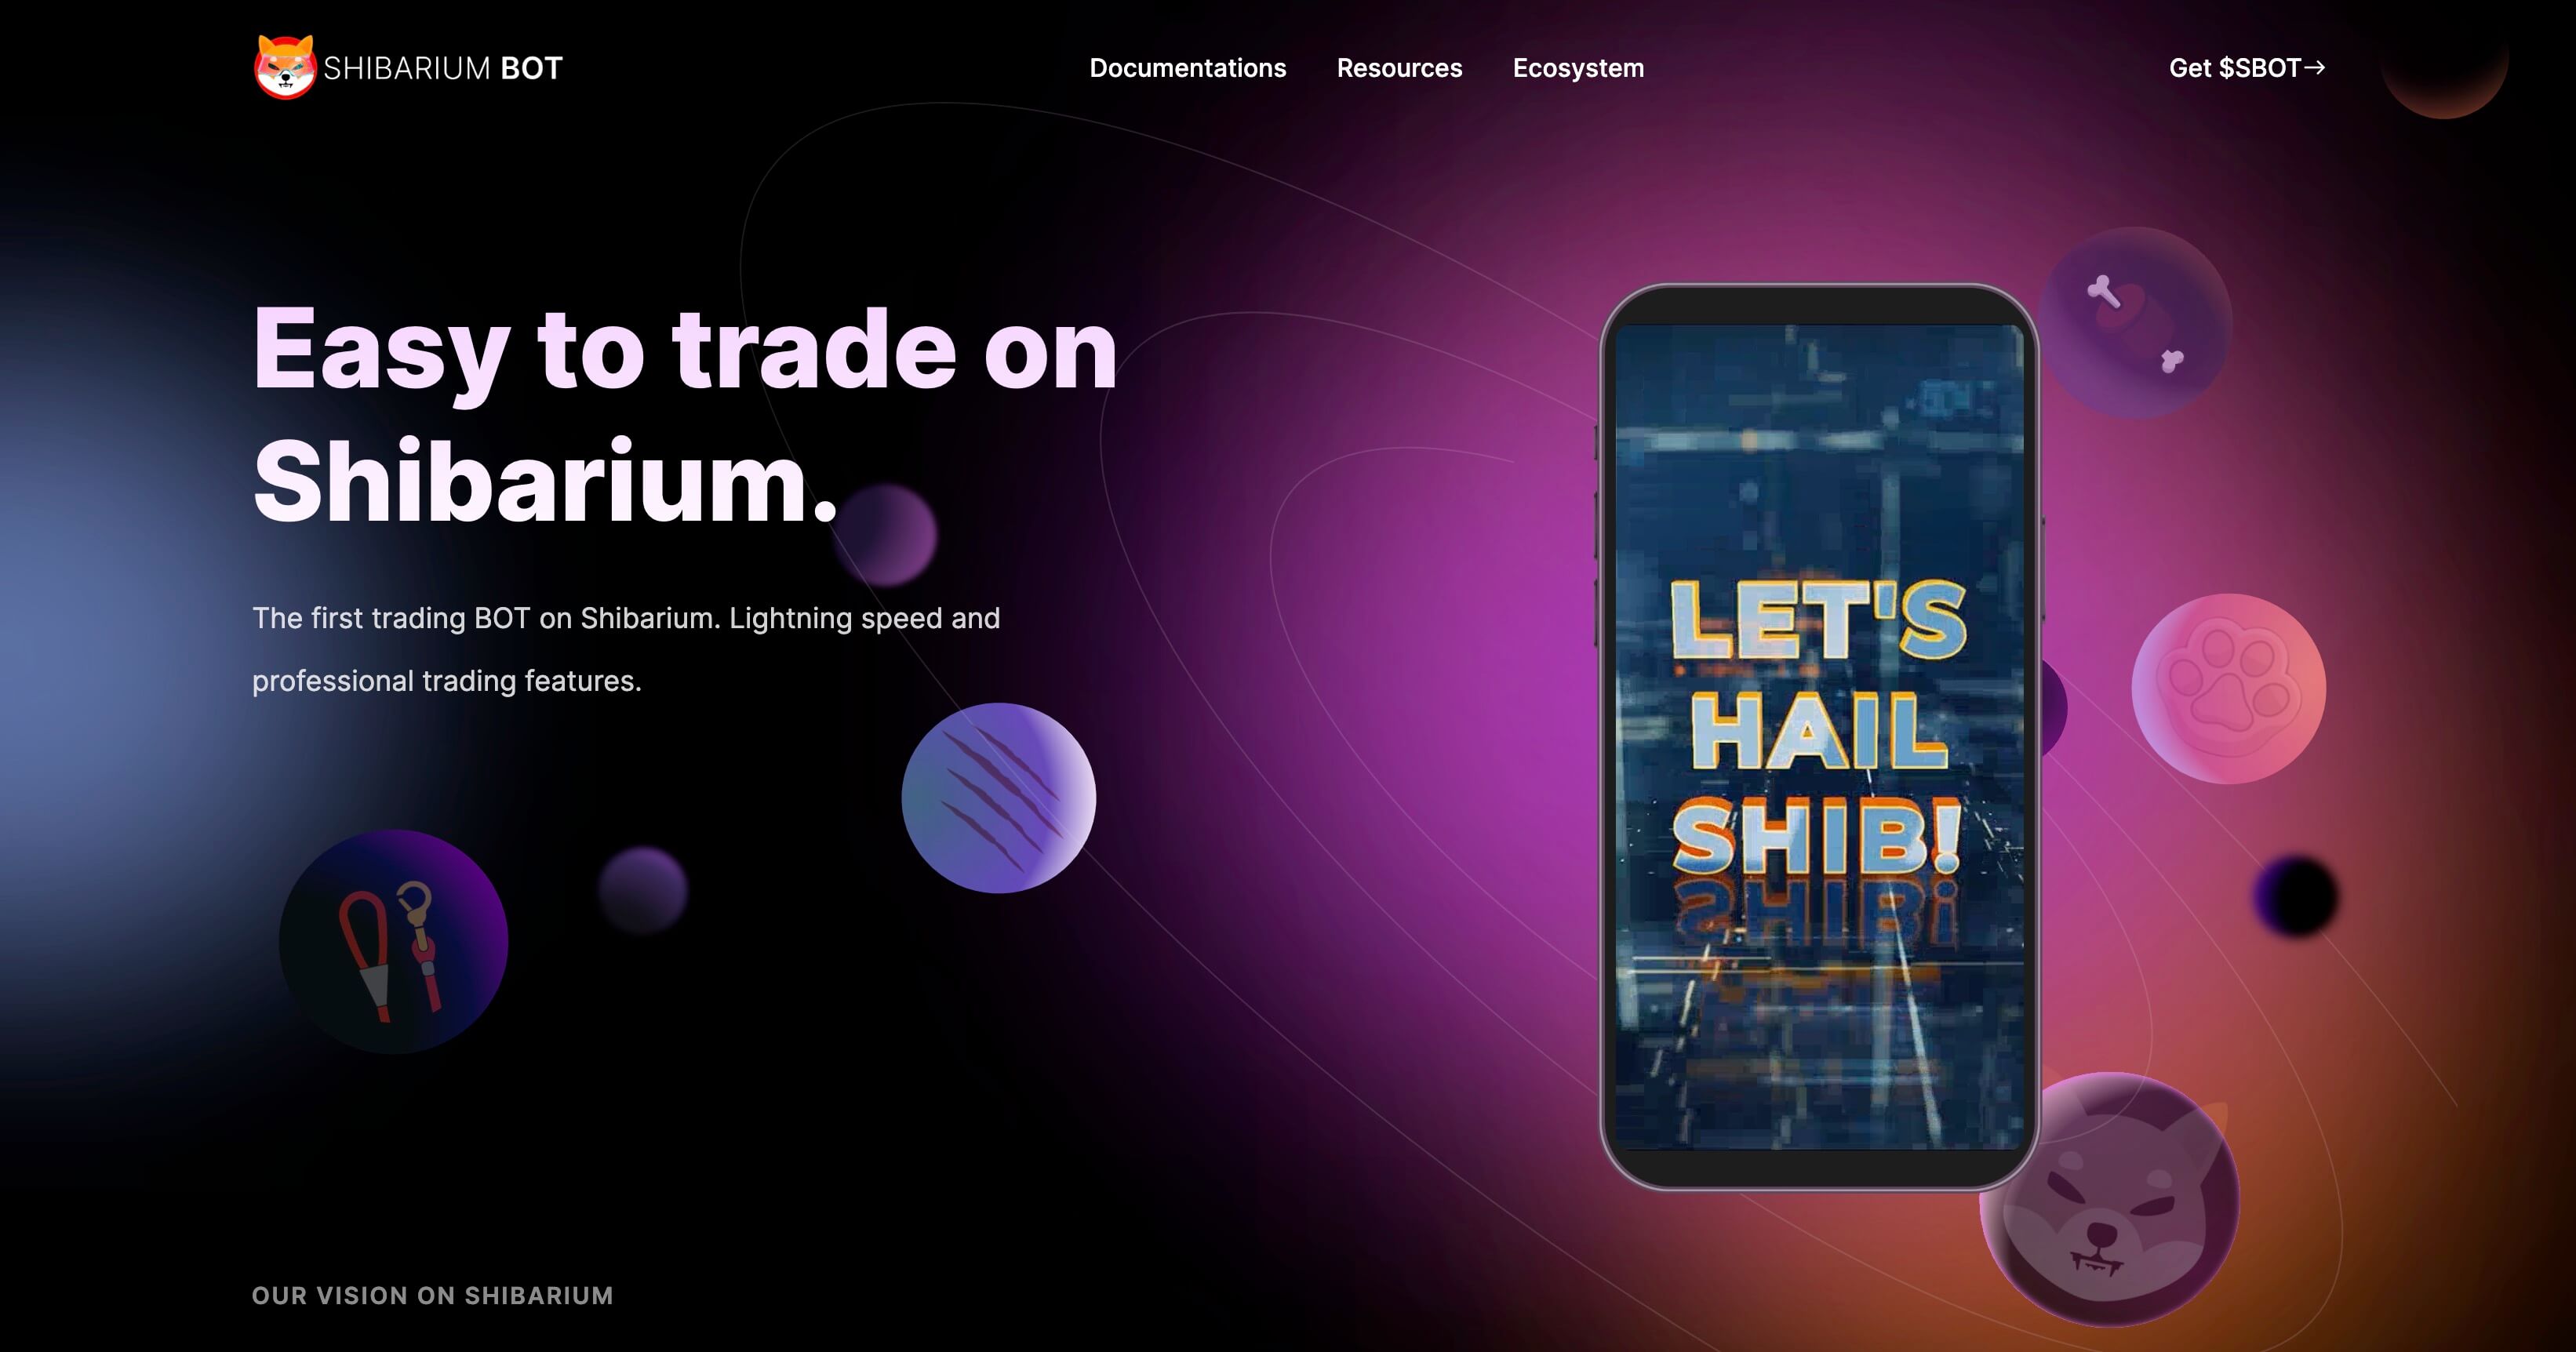 SHIBARIUM BOT
Documentations
Resources
Ecosystem
Get $SBOT→
Easy to trade on
Shibarium.
The first trading BOT on Shibarium. Lightning speed and
professional trading features.
LET'S
HAIL
SHIB!
OUR VISION ON SHIBARIUM